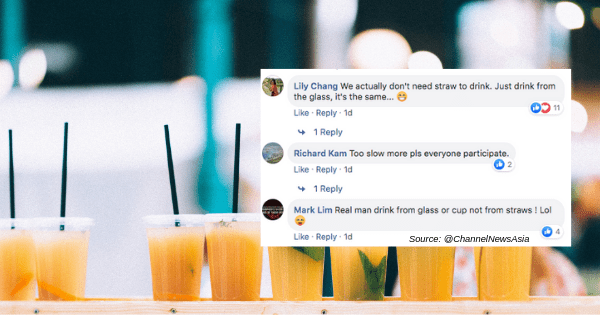 Lily Chang We actually don't need straw to drink. Just drink from
the glass, it's the same... 😁
11
Like · Reply · 1d
1 Reply
Richard Kam Too slow more pls everyone participate.
2
Like · Reply · 1d
1 Reply
Mark Lim Real man drink from glass or cup not from straws ! Lol
4
Like · Reply · 1d
Source: @ChannelNewsAsia